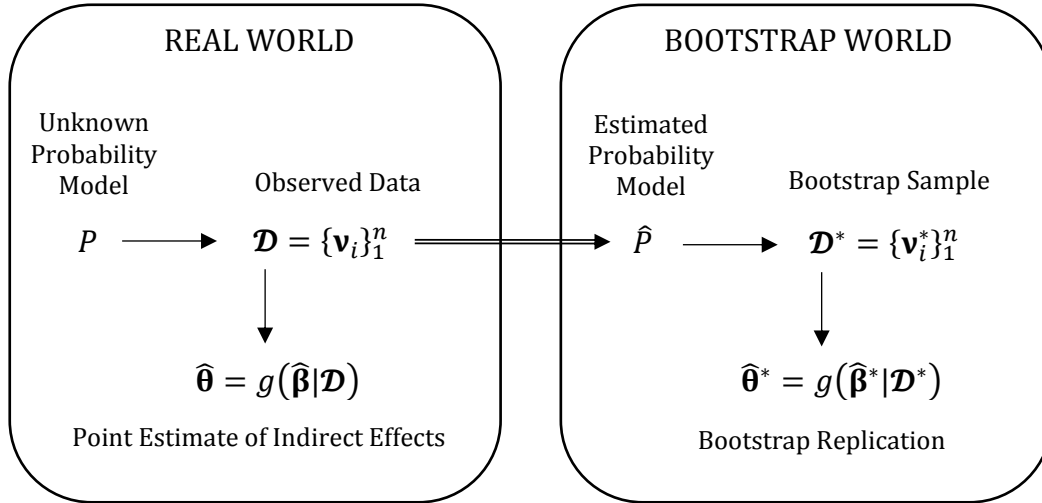 REAL WORLD
Unknown
Probability
Model
Observed Data
P
𝓓 = {𝐯ᵢ}₁ⁿ
𝛉̂ = g(𝛃̂|𝓓)
Point Estimate of Indirect Effects
BOOTSTRAP WORLD
Estimated
Probability
Model
Bootstrap Sample
P̂
𝓓* = {𝐯ᵢ*}₁ⁿ
𝛉̂* = g(𝛃̂*|𝓓*)
Bootstrap Replication